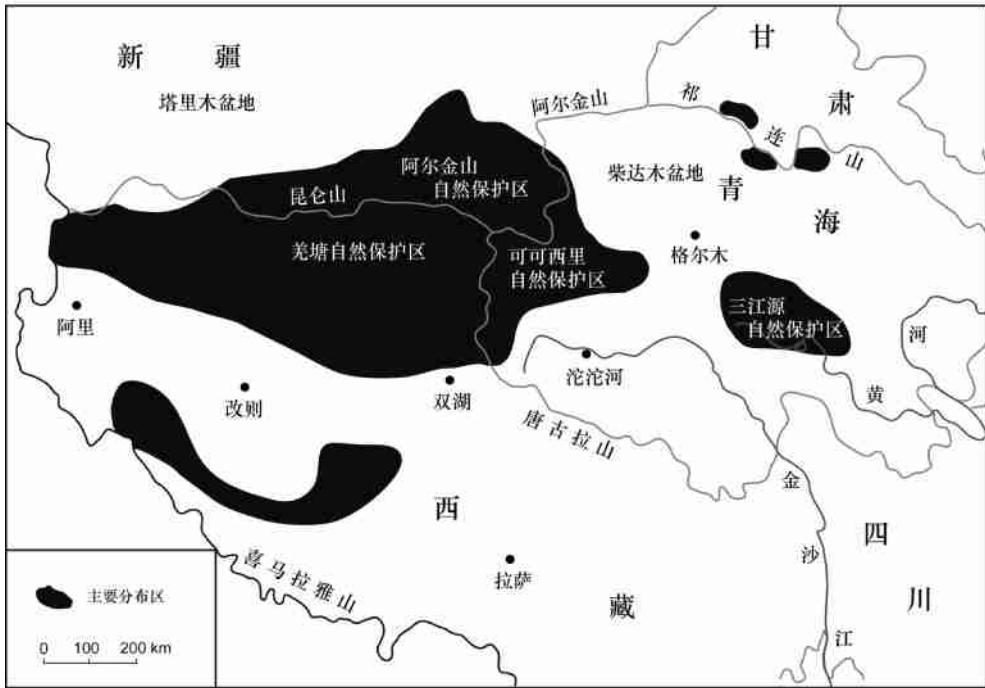 新疆
塔里木盆地
甘肃
阿尔金山
祁连山
阿尔金山
自然保护区
柴达木盆地
青海
昆仑山
羌塘自然保护区
可可西里
自然保护区
格尔木
阿里
三江源
自然保护区
河
沱沱河
改则
双湖
黄
唐古拉山
西
金
四
沙
喜马拉雅山
拉萨
藏
川
江
主要分布区
0 100 200 km